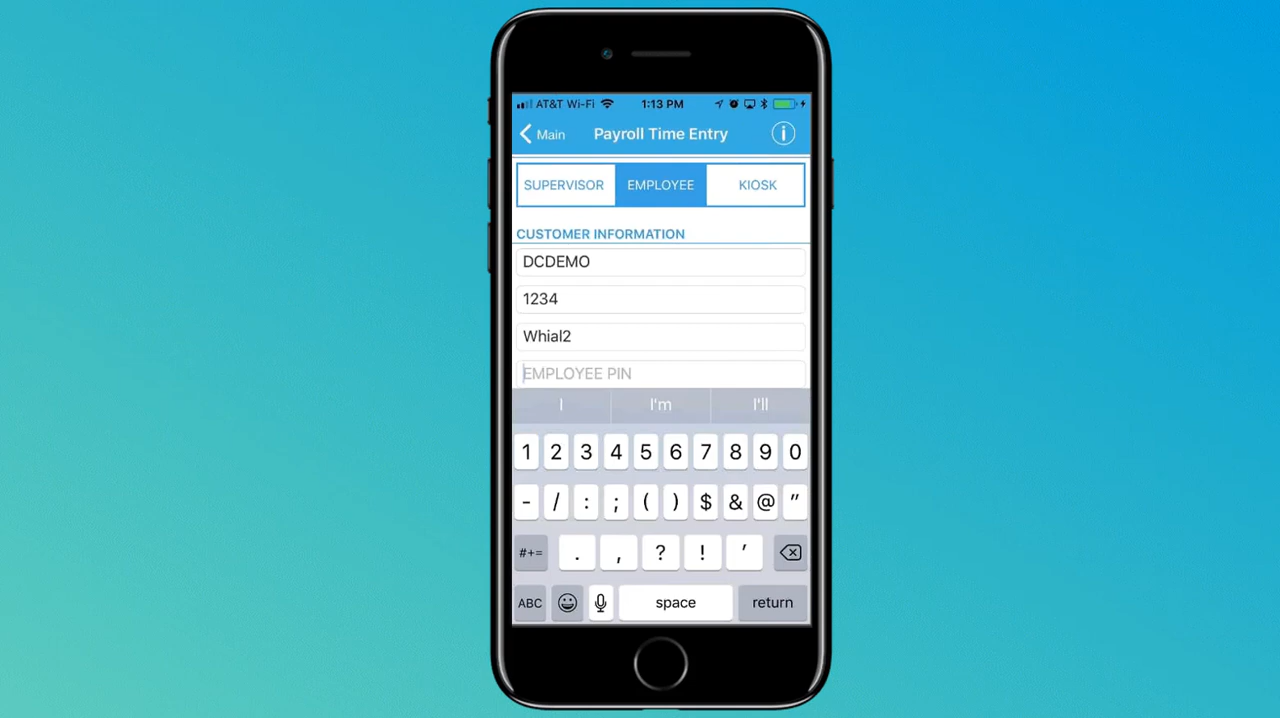 AT&T Wi-Fi 1:13 PM
Main Payroll Time Entry i
SUPERVISOR EMPLOYEE KIOSK
CUSTOMER INFORMATION
DCDEMO
1234
Whial2
EMPLOYEE PIN
I I'm I'll
1 2 3 4 5 6 7 8 9 0
- / : ; ( ) $ & @ "
#+= . , ? ! '
ABC space return